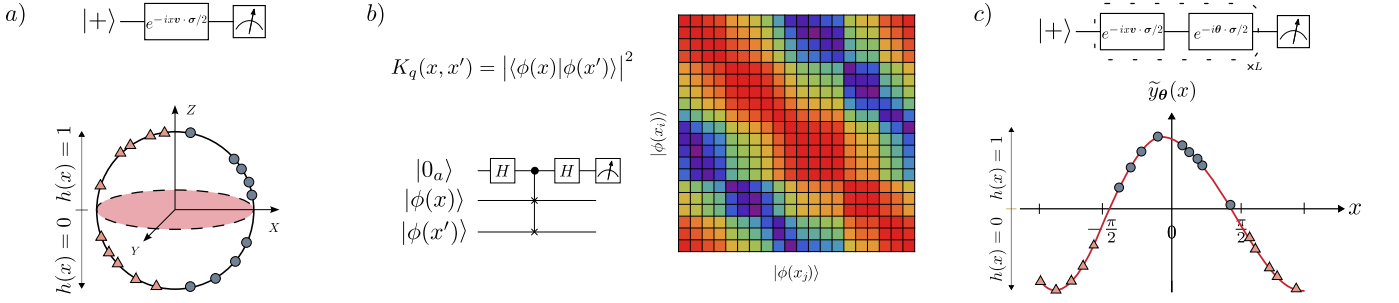 a)
|+⟩ e^{-ixv·σ/2}
h(x) = 1
h(x) = 0
Z
X
Y
b)
K_q(x, x′) = |⟨ϕ(x)|ϕ(x′)⟩|²
|0_a⟩ H H
|ϕ(x)⟩
|ϕ(x′)⟩
|ϕ(x_i)⟩
|ϕ(x_j)⟩
c)
|+⟩ e^{-ixv·σ/2} e^{-iθ·σ/2}
×L
ỹ_θ(x)
h(x) = 1
h(x) = 0
-π/2
0
π/2
x